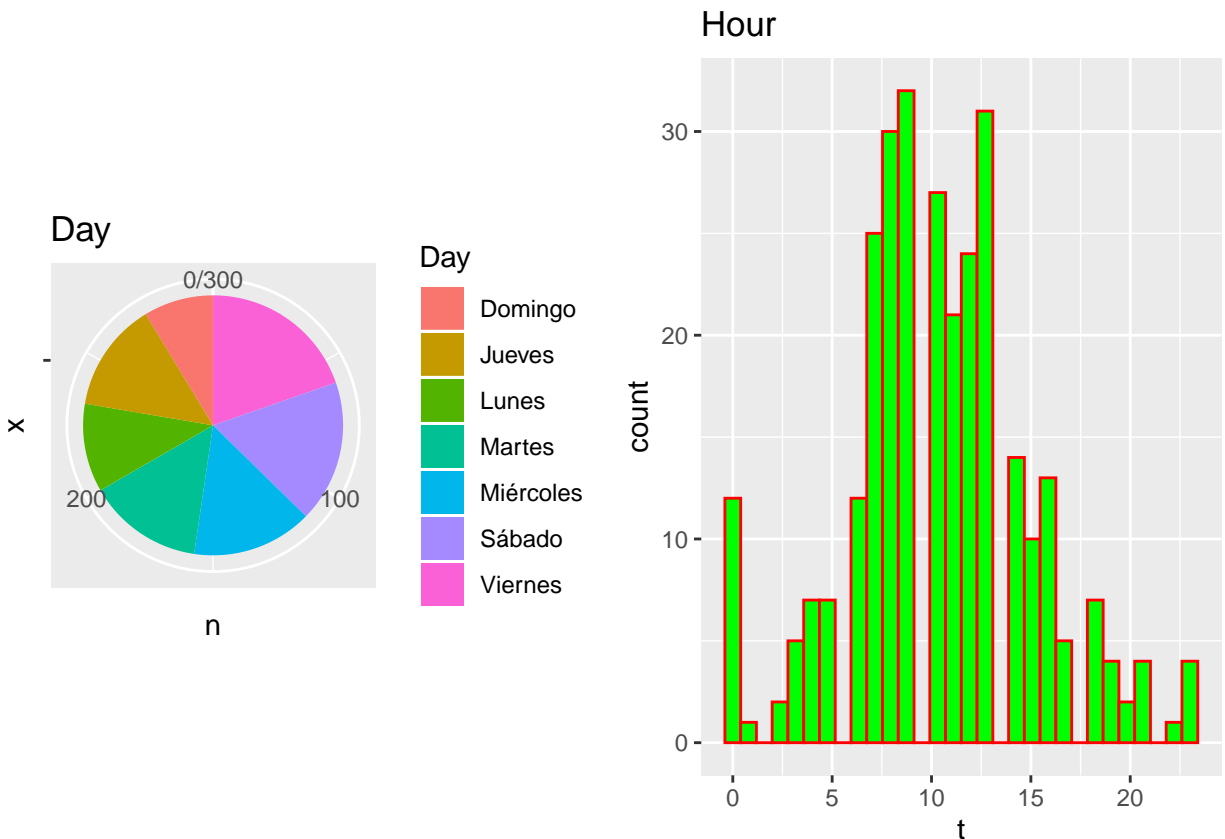 Day
0/300
100
200
x
n
Day
Domingo
Jueves
Lunes
Martes
Miércoles
Sábado
Viernes
Hour
30
20
10
0
count
0 5 10 15 20
t